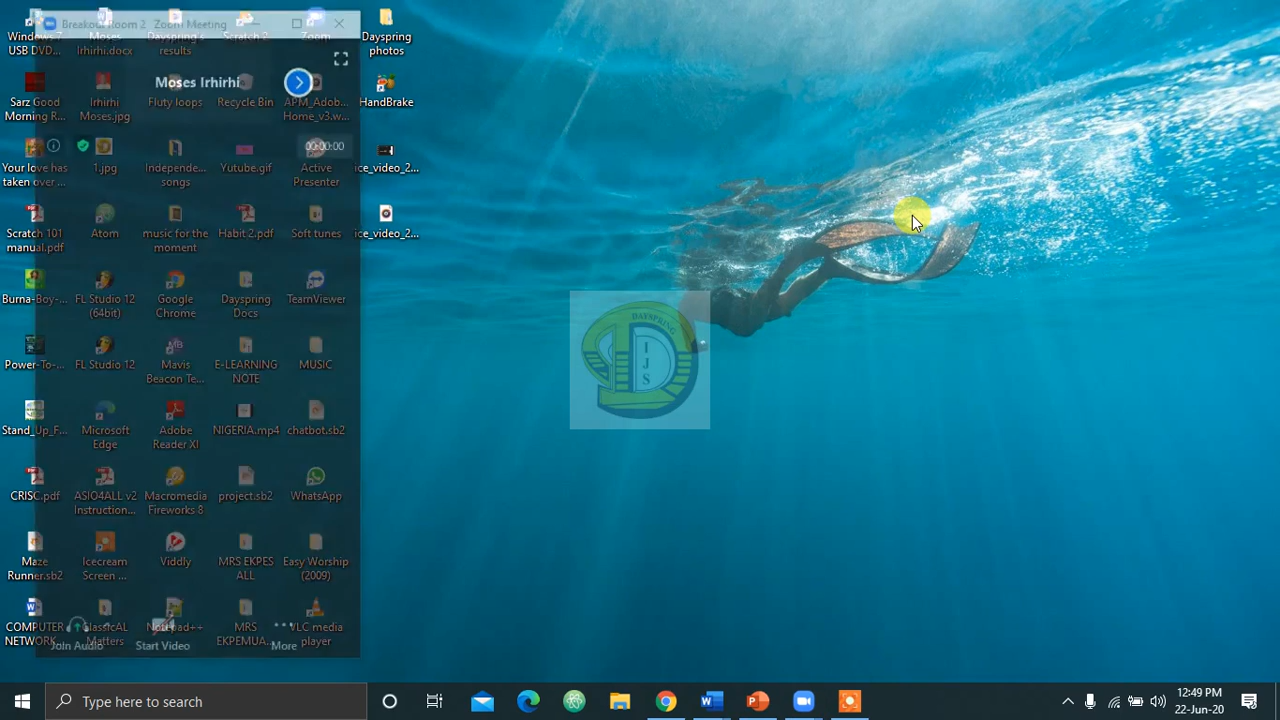 Breakout Room 2 Zoom Meeting
Moses Irhirhi
00:00:00
Join Audio
Start Video
More
Windows 7
USB DVD...
Moses
Irhirhi.docx
Dayspring's
results
Scratch 2
Zoom
Dayspring
photos
Sarz Good
Morning R...
Irhirhi
Moses.jpg
Fluty loops
Recycle Bin
APM_Adob...
Home_v3.w...
HandBrake
Your love has
taken over ...
1.jpg
Independe...
songs
Yutube.gif
Active
Presenter
ice_video_2...
Scratch 101
manual.pdf
Atom
music for the
moment
Habit 2.pdf
Soft tunes
ice_video_2...
Burna-Boy-...
FL Studio 12
(64bit)
Google
Chrome
Dayspring
Docs
TeamViewer
Power-To-...
FL Studio 12
Mavis
Beacon Te...
E-LEARNING
NOTE
MUSIC
Stand_Up_F...
Microsoft
Edge
Adobe
Reader XI
NIGERIA.mp4
chatbot.sb2
CRISC.pdf
ASIO4ALL v2
Instruction...
Macromedia
Fireworks 8
project.sb2
WhatsApp
Maze
Runner.sb2
Icecream
Screen ...
Viddly
MRS EKPES
ALL
Easy Worship
(2009)
COMPUTER
NETWORK...
ClassicAL
Matters
Notepad++
MRS
EKPEMUA...
VLC media
player
DAYSPRING
D
I
J
S
Type here to search
12:49 PM
22-Jun-20